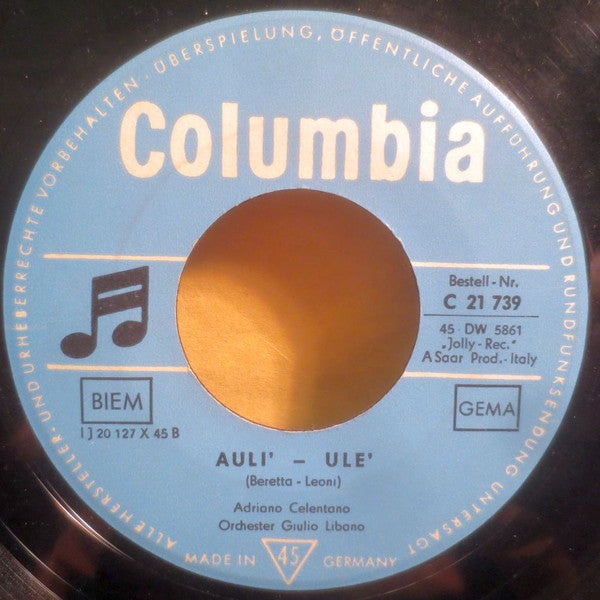 ALLE HERSTELLER- UND URHEBERRECHTE VORBEHALTEN · ÜBERSPIELUNG, ÖFFENTLICHE AUFFÜHRUNG UND RUNDFUNKSENDUNG UNTERSAGT
Columbia
Bestell-Nr.
C 21 739
45 · DW 5861
„Jolly-Rec."
A Saar Prod.-Italy
BIEM
GEMA
1 J 20 127 X 45 B
AULI' - ULE'
(Beretta - Leoni)
Adriano Celentano
Orchester Giulio Libano
MADE IN 45 GERMANY